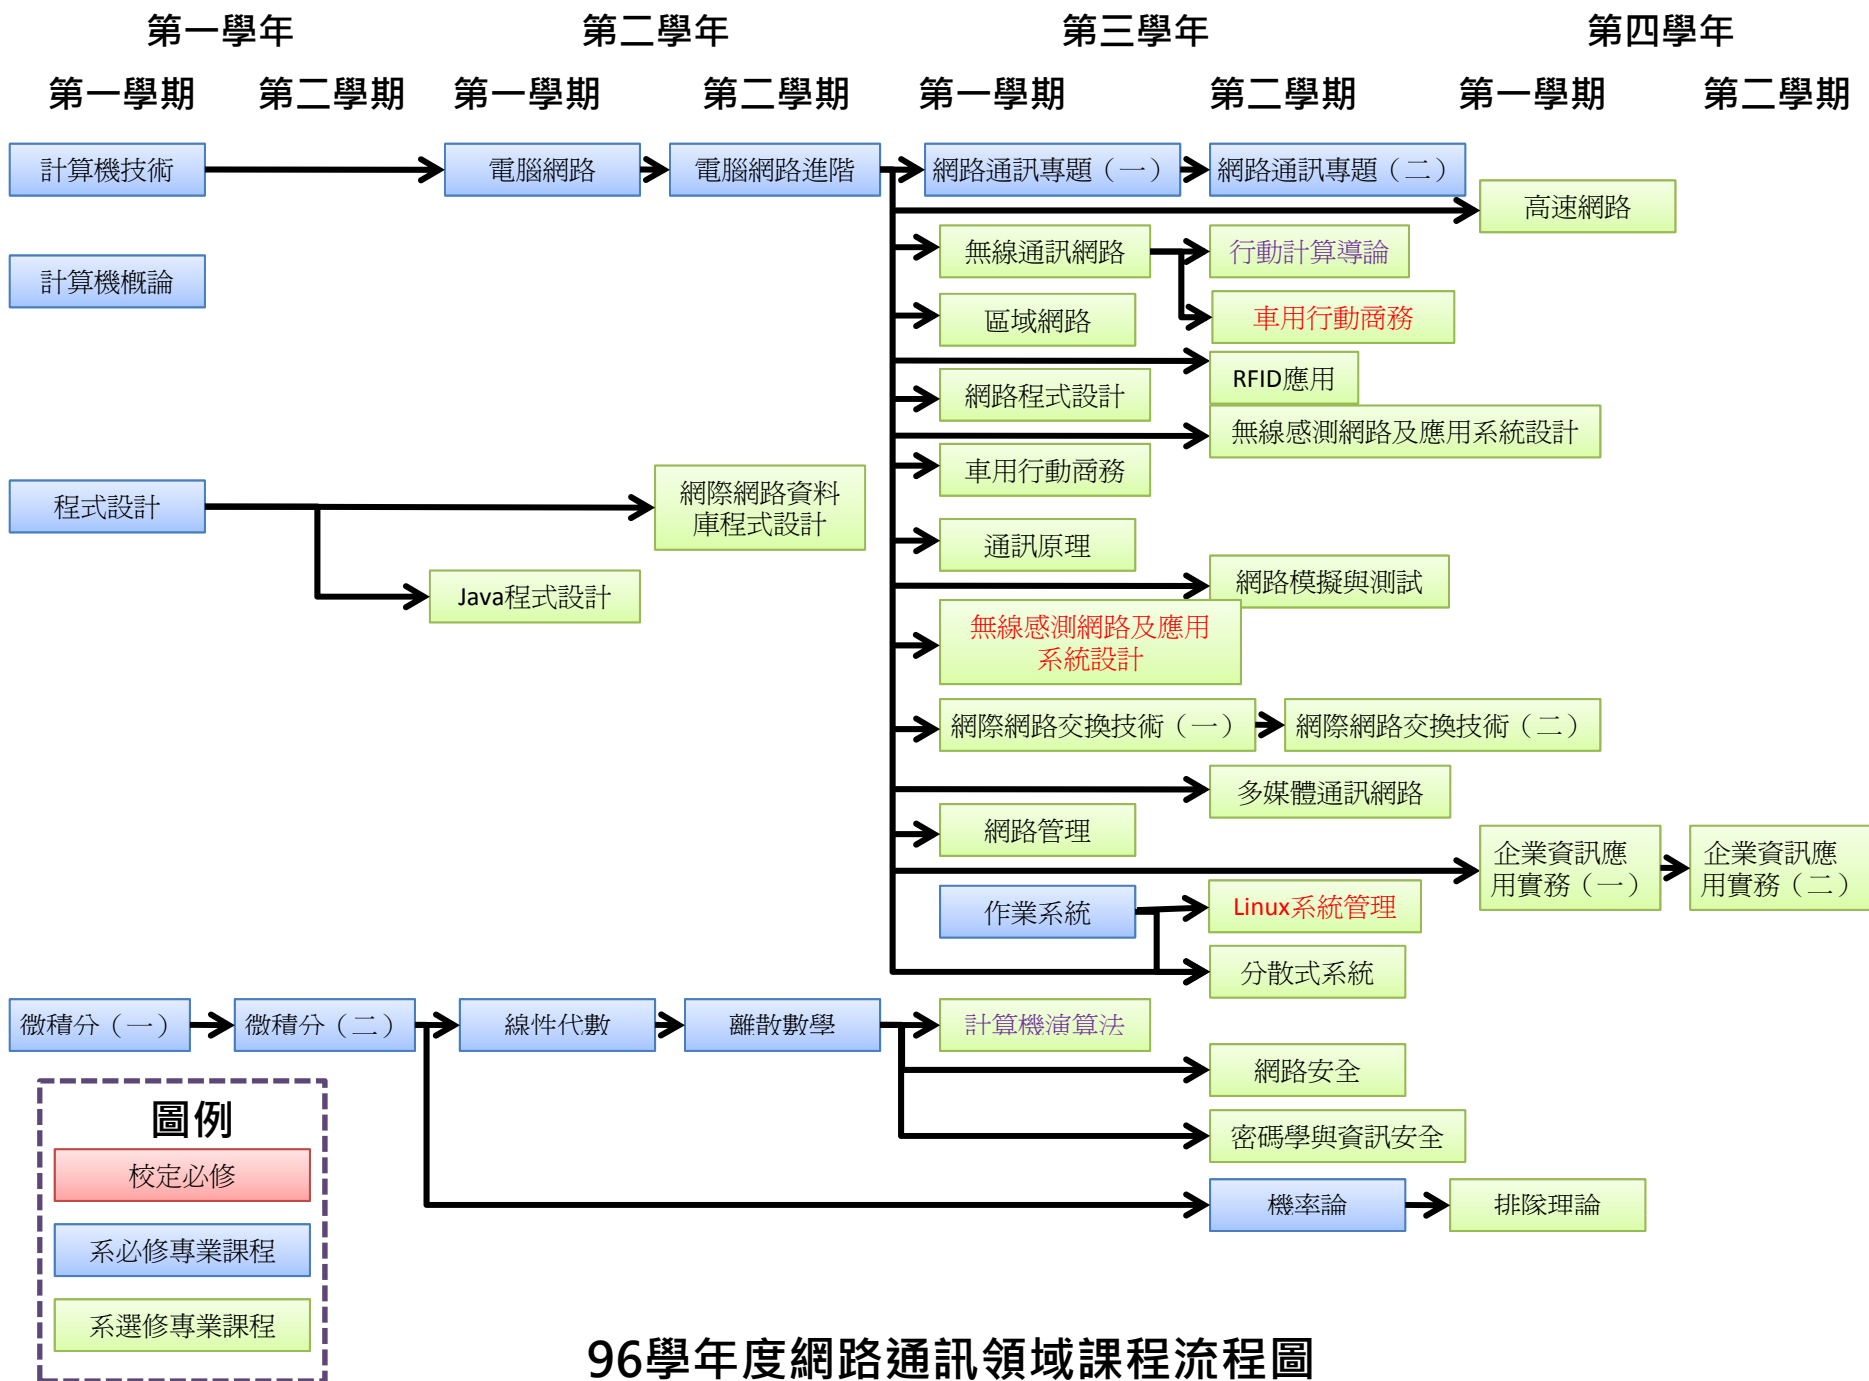 第一學年
第二學年
第三學年
第四學年
第一學期
第二學期
第一學期
第二學期
第一學期
第二學期
第一學期
第二學期
計算機技術
電腦網路
電腦網路進階
網路通訊專題（一）
網路通訊專題（二）
高速網路
無線通訊網路
行動計算導論
計算機概論
區域網路
車用行動商務
RFID應用
網路程式設計
無線感測網路及應用系統設計
車用行動商務
程式設計
網際網路資料
庫程式設計
通訊原理
Java程式設計
網路模擬與測試
無線感測網路及應用
系統設計
網際網路交換技術（一）
網際網路交換技術（二）
多媒體通訊網路
網路管理
企業資訊應
用實務（一）
企業資訊應
用實務（二）
作業系統
Linux系統管理
分散式系統
微積分（一）
微積分（二）
線性代數
離散數學
計算機演算法
網路安全
密碼學與資訊安全
機率論
排隊理論
圖例
校定必修
系必修專業課程
系選修專業課程
96學年度網路通訊領域課程流程圖